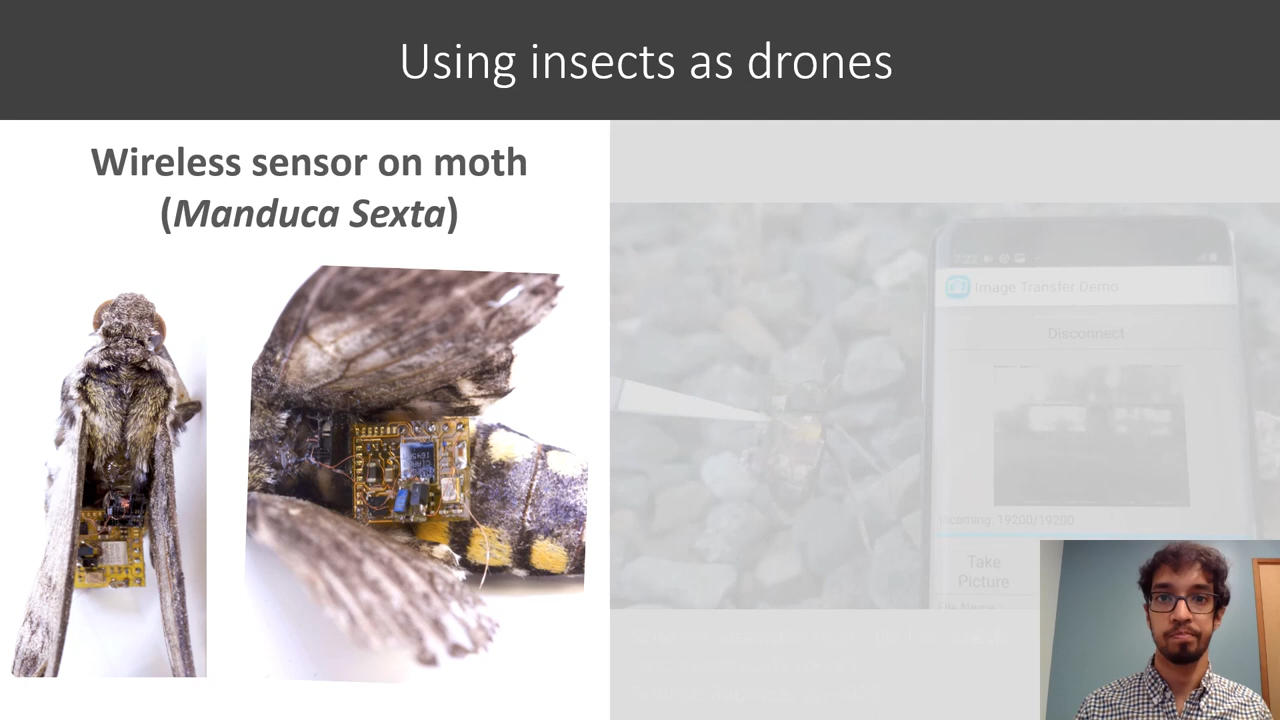 Using insects as drones
Wireless sensor on moth
(Manduca Sexta)
Image Transfer Demo
Disconnect
Incoming: 19200/19200
Take
Picture